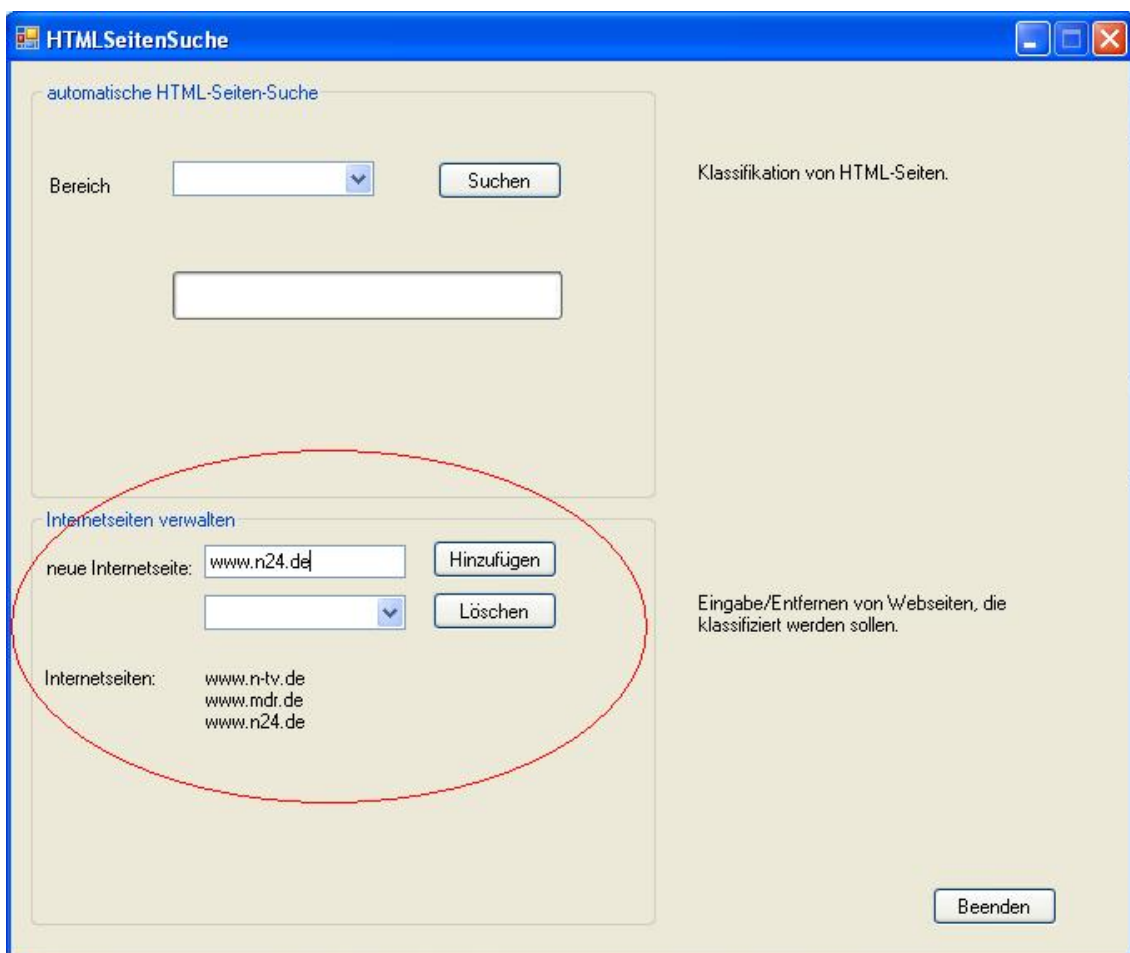 HTMLSeitenSuche
automatische HTML-Seiten-Suche
Bereich
Suchen
Klassifikation von HTML-Seiten.
Internetseiten verwalten
neue Internetseite:
www.n24.de
Hinzufügen
Löschen
Eingabe/Entfernen von Webseiten, die
klassifiziert werden sollen.
Internetseiten:
www.n-tv.de
www.mdr.de
www.n24.de
Beenden